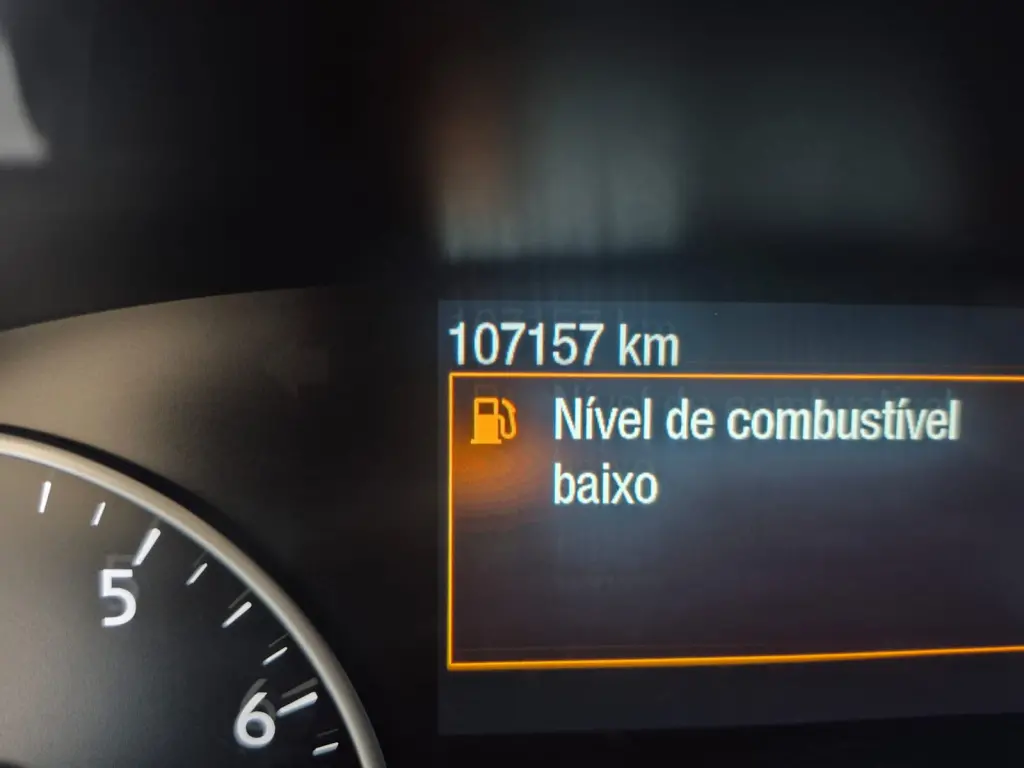 107157 km
Nível de combustível
baixo
5
6